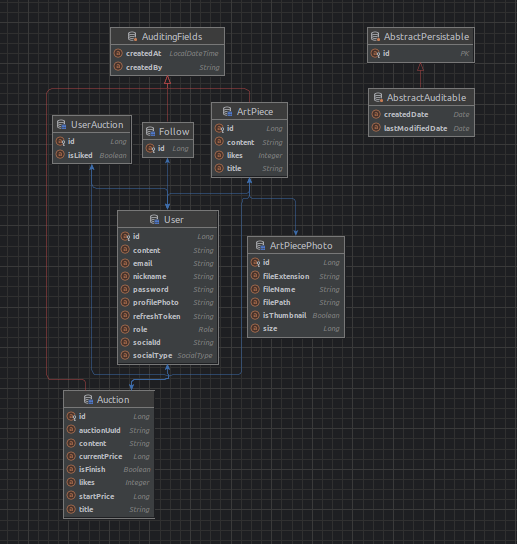 AuditingFields
createdAt LocalDateTime
createdBy String
AbstractPersistable
id PK
AbstractAuditable
createdDate Date
lastModifiedDate Date
UserAuction
id Long
isLiked Boolean
Follow
id Long
ArtPiece
id Long
content String
likes Integer
title String
User
id Long
content String
email String
nickname String
password String
profilePhoto String
refreshToken String
role Role
socialId String
socialType SocialType
ArtPiecePhoto
id Long
fileExtension String
fileName String
filePath String
isThumbnail Boolean
size Long
Auction
id Long
auctionUuId String
content String
currentPrice Long
isFinish Boolean
likes Integer
startPrice Long
title String